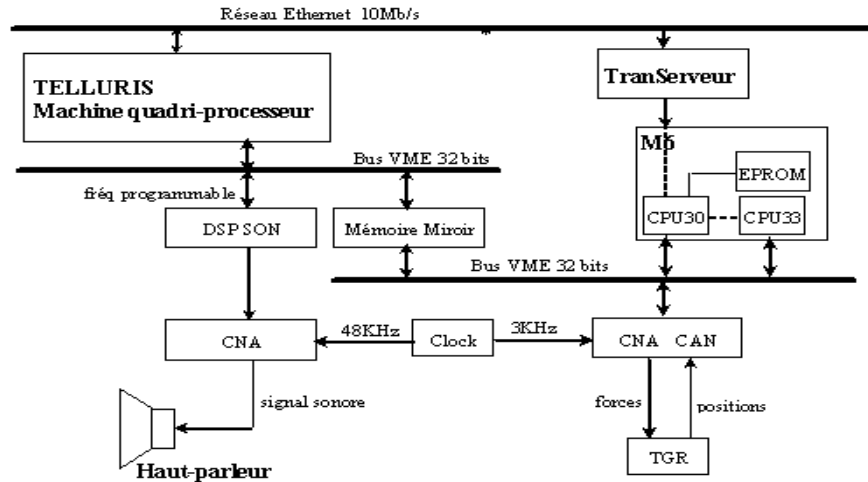 Réseau Ethernet 10Mb/s
TELLURIS
Machine quadri-processeur
TranServeur
M6
EPROM
CPU30
CPU33
Bus VME 32 bits
fréq programmable
DSP SON
Mémoire Miroir
Bus VME 32 bits
CNA
48KHz
Clock
3KHz
CNA CAN
signal sonore
forces
positions
Haut-parleur
TGR